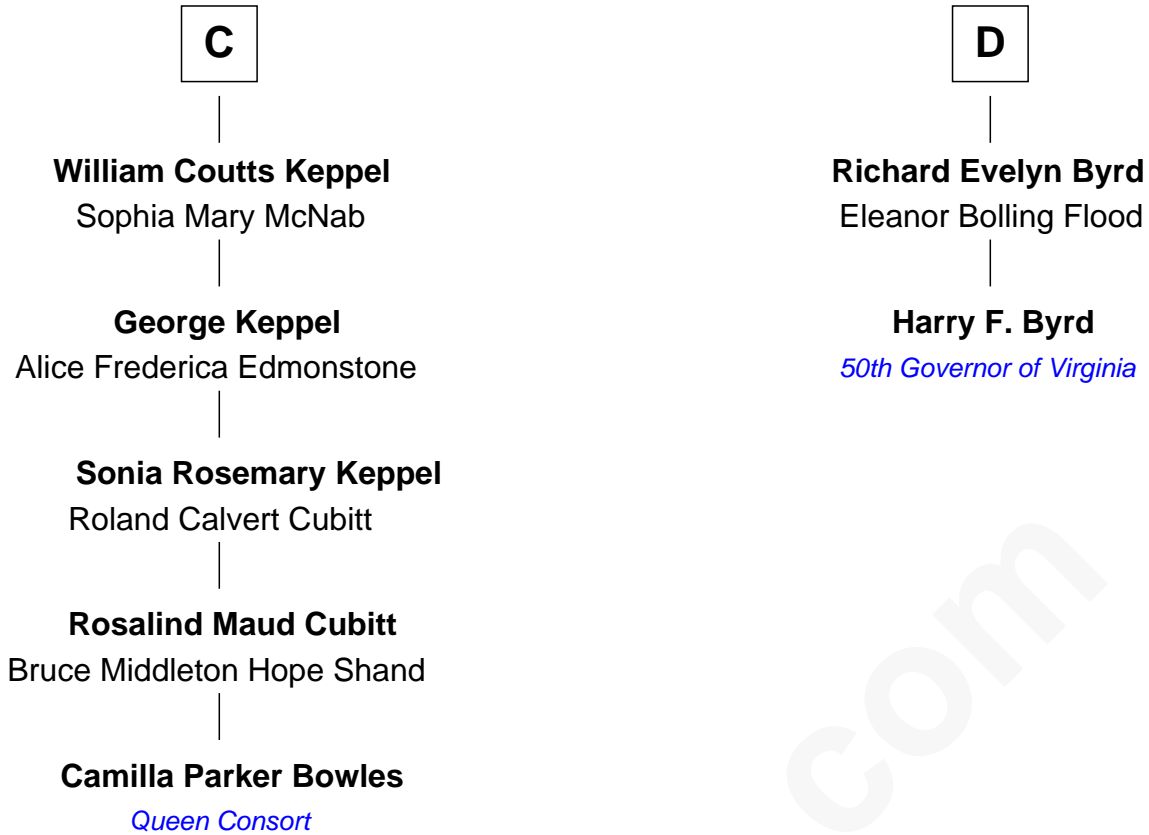 C
William Coutts Keppel
Sophia Mary McNab
George Keppel
Alice Frederica Edmonstone
Sonia Rosemary Keppel
Roland Calvert Cubitt
Rosalind Maud Cubitt
Bruce Middleton Hope Shand
Camilla Parker Bowles
Queen Consort
D
Richard Evelyn Byrd
Eleanor Bolling Flood
Harry F. Byrd
50th Governor of Virginia
com